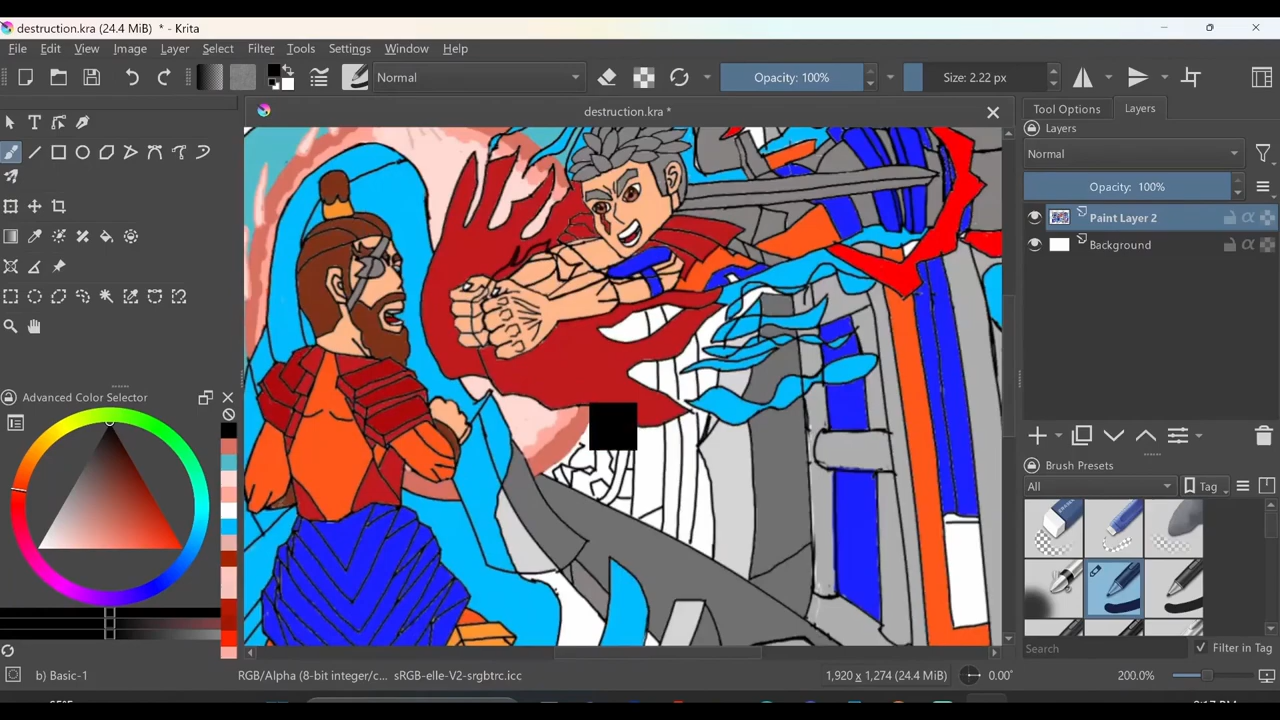 destruction.kra (24.4 MiB) * - Krita
File Edit View Image Layer Select Filter Tools Settings Window Help
Normal Opacity: 100% Size: 2.22 px
destruction.kra *
Tool Options Layers
Layers
Normal
Opacity: 100%
Paint Layer 2
Background
Advanced Color Selector
Brush Presets
All Tag
Search Filter in Tag
b) Basic-1 RGB/Alpha (8-bit integer/c... sRGB-elle-V2-srgbtrc.icc 1,920 x 1,274 (24.4 MiB) 0.00° 200.0%